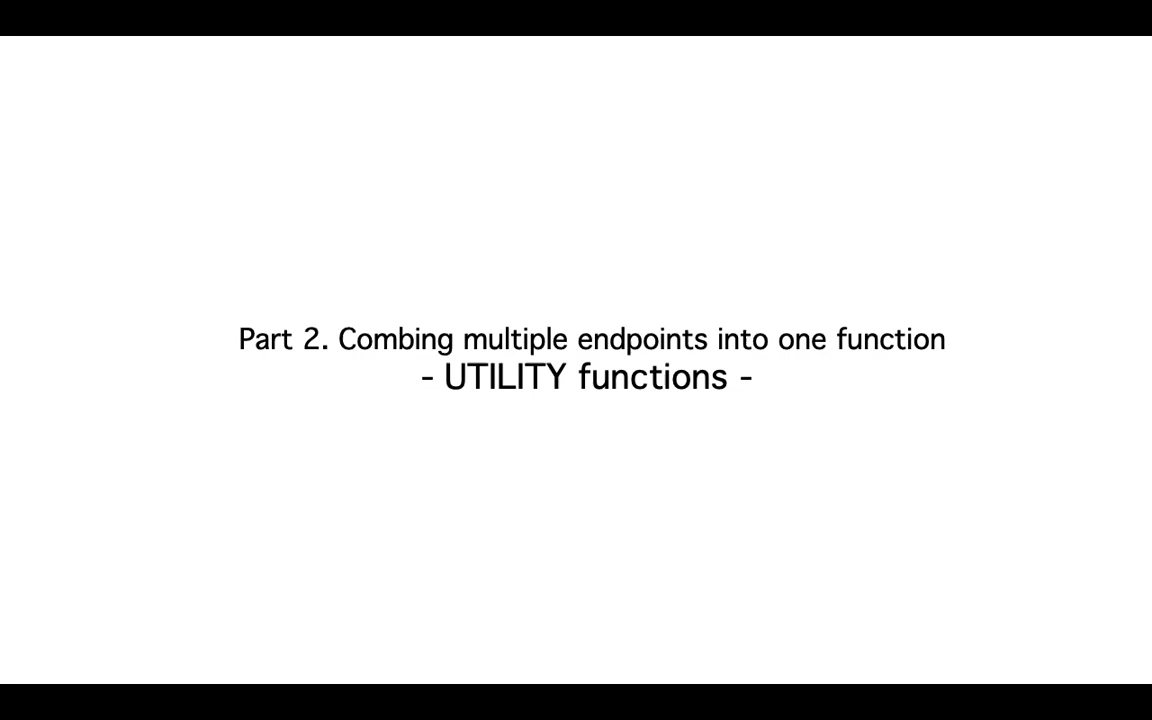 Part 2. Combing multiple endpoints into one function
- UTILITY functions -